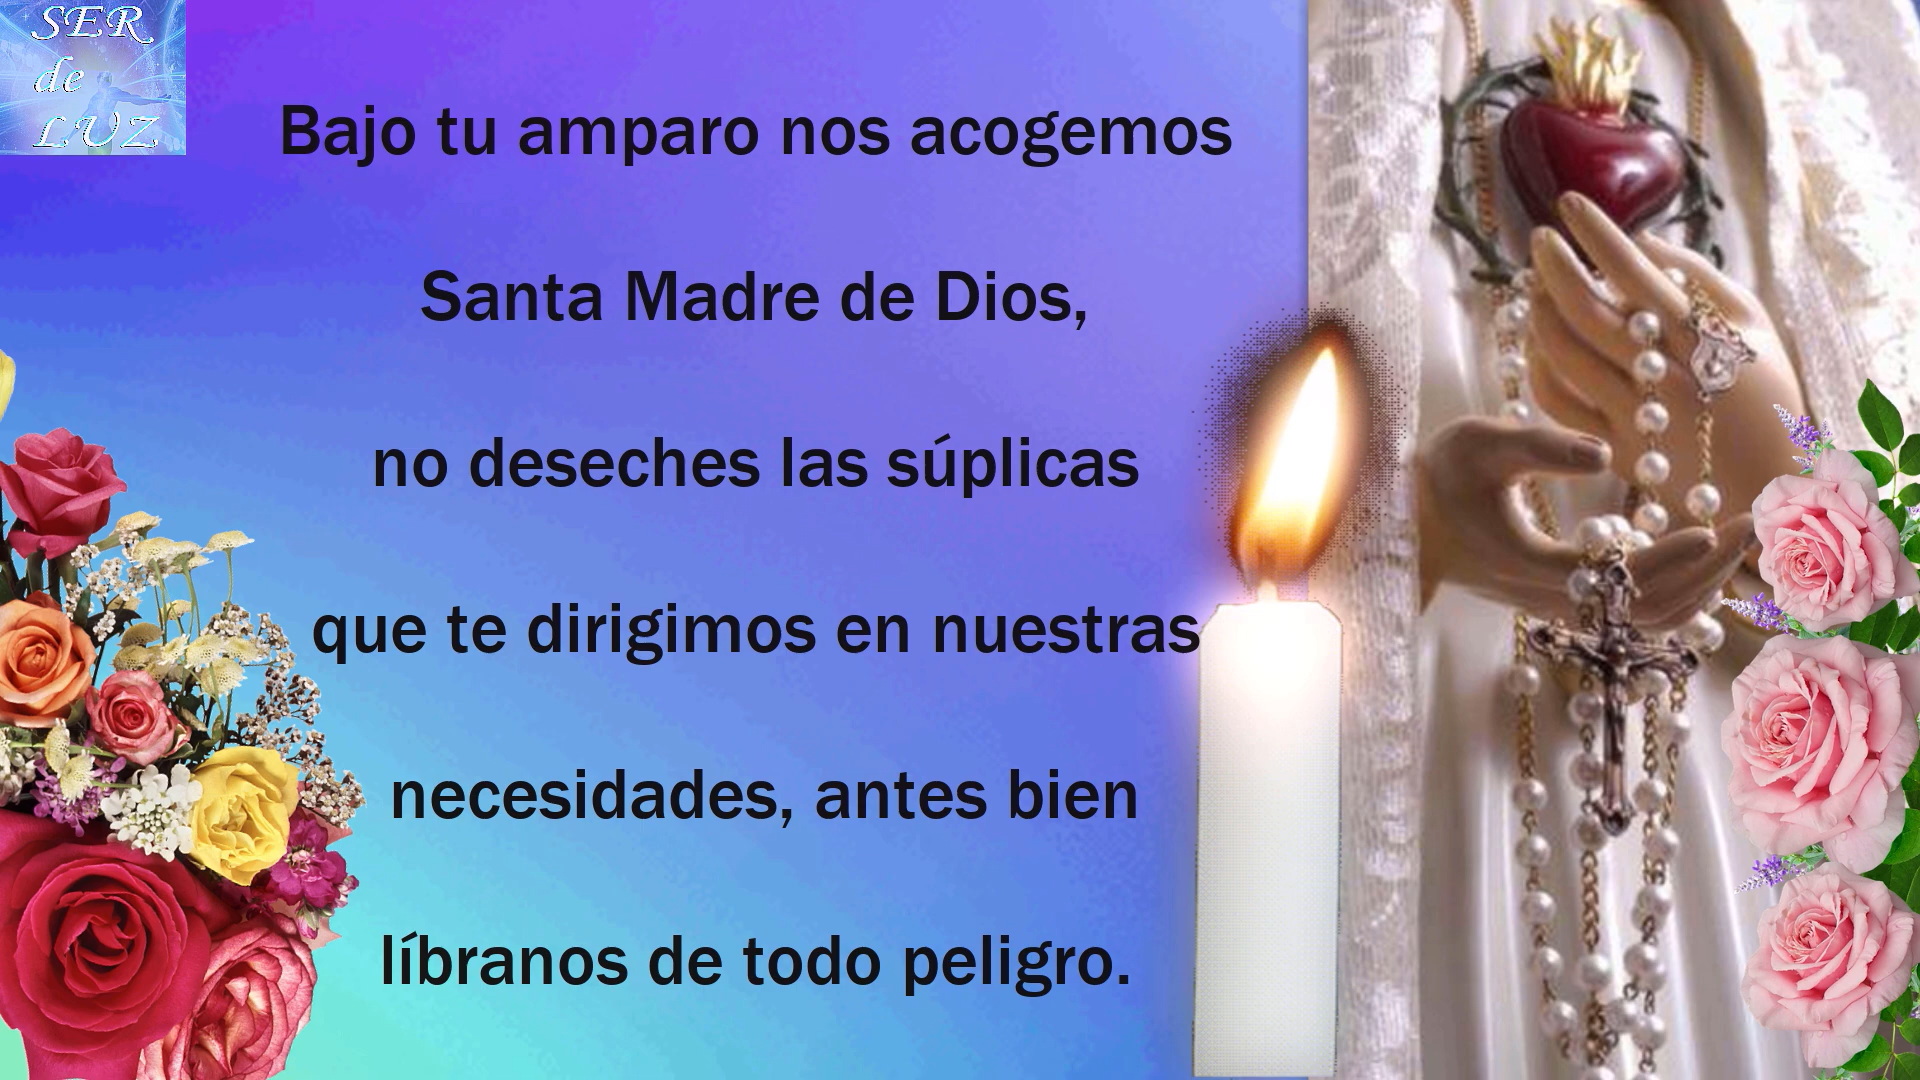 SER
de
LUZ
Bajo tu amparo nos acogemos
Santa Madre de Dios,
no deseches las súplicas
que te dirigimos en nuestras
necesidades, antes bien
líbranos de todo peligro.